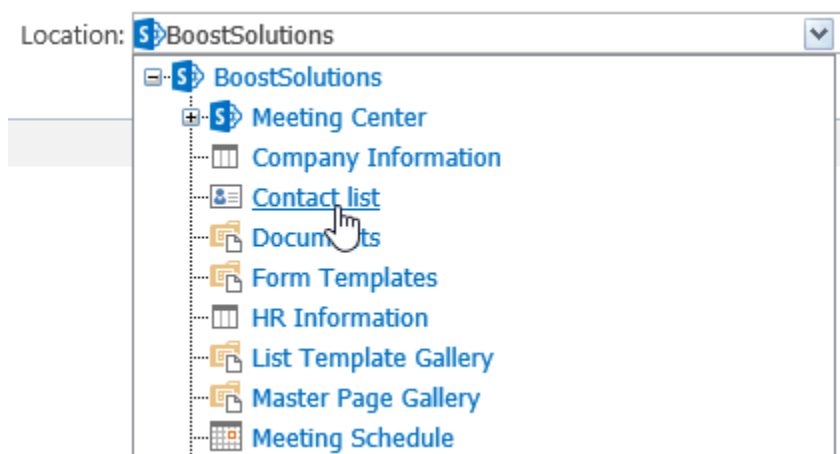 Location: BoostSolutions
BoostSolutions
Meeting Center
Company Information
Contact list
Documents
Form Templates
HR Information
List Template Gallery
Master Page Gallery
Meeting Schedule